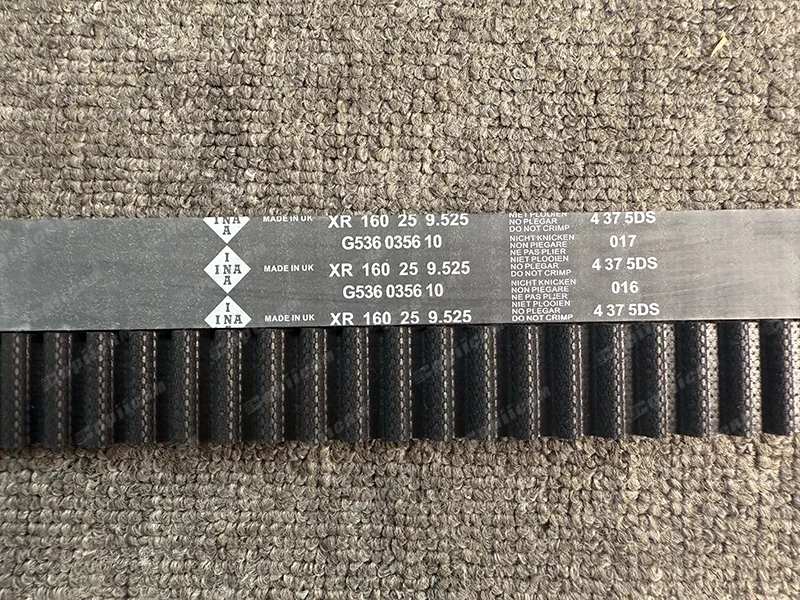 INA
A
MADE IN UK XR 160 25 9.525 NIET PLOOIEN 4 37 5DS
NO PLEGAR
DO NOT CRIMP
G536 0356 10 NICHT KNICKEN 017
NON PIEGARE
NE PAS PLIER
I
INA
A
MADE IN UK XR 160 25 9.525 NIET PLOOIEN 4 37 5DS
NO PLEGAR
DO NOT CRIMP
G536 0356 10 NICHT KNICKEN 016
NON PIEGARE
NE PAS PLIER
I
INA
MADE IN UK XR 160 25 9.525 NIET PLOOIEN 4 37 5DS
NO PLEGAR
DO NOT CRIMP